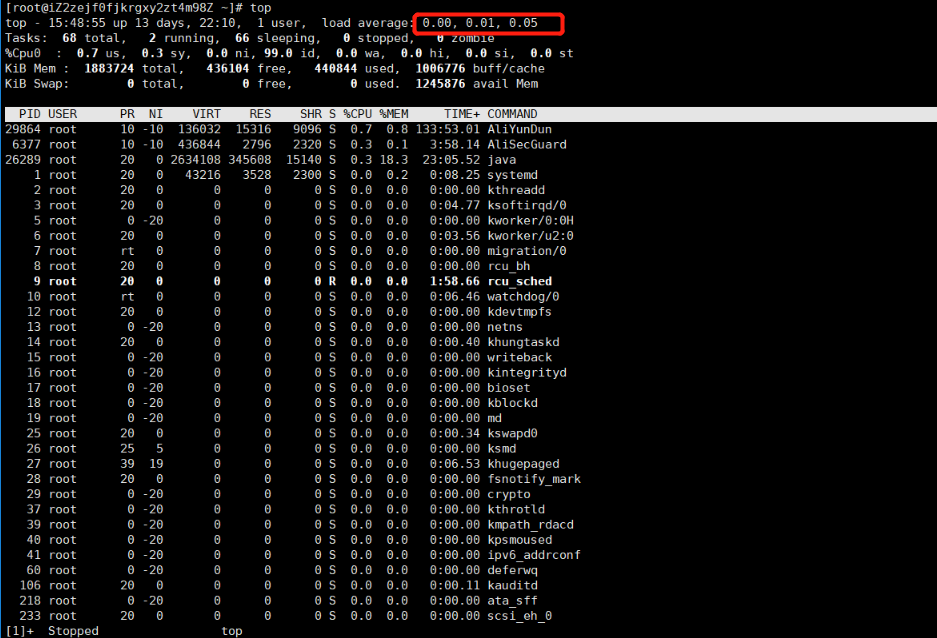 [root@iZ2zejf0fjkrgxy2zt4m98Z ~]# top
top - 15:48:55 up 13 days, 22:10,  1 user,  load average: 0.00, 0.01, 0.05
Tasks:  68 total,   2 running,  66 sleeping,   0 stopped,   0 zombie
%Cpu0  :  0.7 us,  0.3 sy,  0.0 ni, 99.0 id,  0.0 wa,  0.0 hi,  0.0 si,  0.0 st
KiB Mem :  1883724 total,   436104 free,   440844 used,  1006776 buff/cache
KiB Swap:        0 total,        0 free,        0 used.  1245876 avail Mem
PID USER      PR  NI    VIRT    RES    SHR S %CPU %MEM     TIME+ COMMAND
29864 root      10 -10  136032  15316   9096 S  0.7  0.8 133:53.01 AliYunDun
6377 root      10 -10  436844   2796   2320 S  0.3  0.1   3:58.14 AliSecGuard
26289 root      20   0 2634108 345608  15140 S  0.3 18.3  23:05.52 java
1 root      20   0   43216   3528   2300 S  0.0  0.2   0:08.25 systemd
2 root      20   0       0      0      0 S  0.0  0.0   0:00.00 kthreadd
3 root      20   0       0      0      0 S  0.0  0.0   0:04.77 ksoftirqd/0
5 root       0 -20       0      0      0 S  0.0  0.0   0:00.00 kworker/0:0H
6 root      20   0       0      0      0 S  0.0  0.0   0:03.56 kworker/u2:0
7 root      rt   0       0      0      0 S  0.0  0.0   0:00.00 migration/0
8 root      20   0       0      0      0 S  0.0  0.0   0:00.00 rcu_bh
9 root      20   0       0      0      0 R  0.0  0.0   1:58.66 rcu_sched
10 root      rt   0       0      0      0 S  0.0  0.0   0:06.46 watchdog/0
12 root      20   0       0      0      0 S  0.0  0.0   0:00.00 kdevtmpfs
13 root       0 -20       0      0      0 S  0.0  0.0   0:00.00 netns
14 root      20   0       0      0      0 S  0.0  0.0   0:00.40 khungtaskd
15 root       0 -20       0      0      0 S  0.0  0.0   0:00.00 writeback
16 root       0 -20       0      0      0 S  0.0  0.0   0:00.00 kintegrityd
17 root       0 -20       0      0      0 S  0.0  0.0   0:00.00 bioset
18 root       0 -20       0      0      0 S  0.0  0.0   0:00.00 kblockd
19 root       0 -20       0      0      0 S  0.0  0.0   0:00.00 md
25 root      20   0       0      0      0 S  0.0  0.0   0:00.34 kswapd0
26 root      25   5       0      0      0 S  0.0  0.0   0:00.00 ksmd
27 root      39  19       0      0      0 S  0.0  0.0   0:06.53 khugepaged
28 root      20   0       0      0      0 S  0.0  0.0   0:00.00 fsnotify_mark
29 root       0 -20       0      0      0 S  0.0  0.0   0:00.00 crypto
37 root       0 -20       0      0      0 S  0.0  0.0   0:00.00 kthrotld
39 root       0 -20       0      0      0 S  0.0  0.0   0:00.00 kmpath_rdacd
40 root       0 -20       0      0      0 S  0.0  0.0   0:00.00 kpsmoused
41 root       0 -20       0      0      0 S  0.0  0.0   0:00.00 ipv6_addrconf
60 root       0 -20       0      0      0 S  0.0  0.0   0:00.00 deferwq
106 root      20   0       0      0      0 S  0.0  0.0   0:00.11 kauditd
218 root       0 -20       0      0      0 S  0.0  0.0   0:00.00 ata_sff
233 root      20   0       0      0      0 S  0.0  0.0   0:00.00 scsi_eh_0
[1]+  Stopped                 top